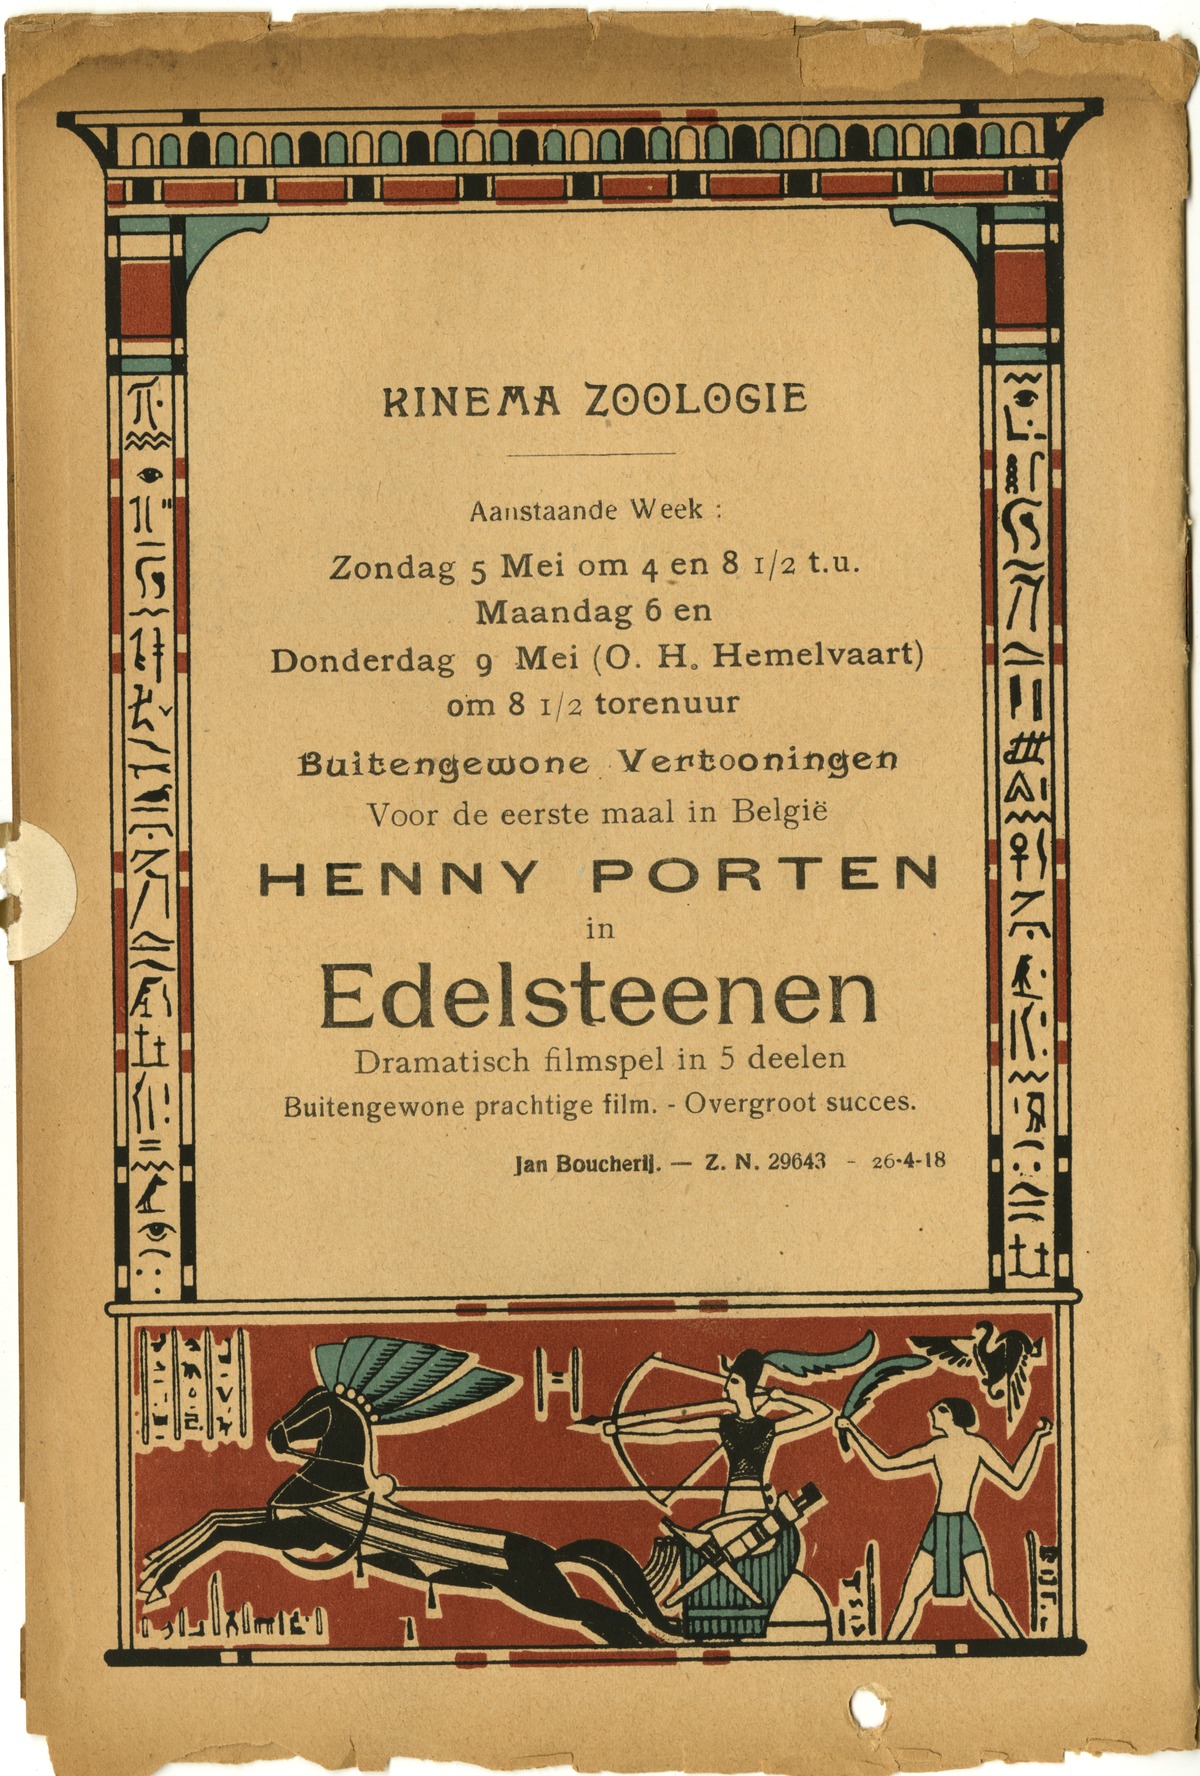 KINEMA ZOOLOGIE
Aanstaande Week :
Zondag 5 Mei om 4 en 8 1/2 t.u.
Maandag 6 en
Donderdag 9 Mei (O. H. Hemelvaart)
om 8 1/2 torenuur
Buitengewone Vertooningen
Voor de eerste maal in België
HENNY PORTEN
in
Edelsteenen
Dramatisch filmspel in 5 deelen
Buitengewone prachtige film. - Overgroot succes.
Jan Boucherij. — Z. N. 29643 - 26-4-18